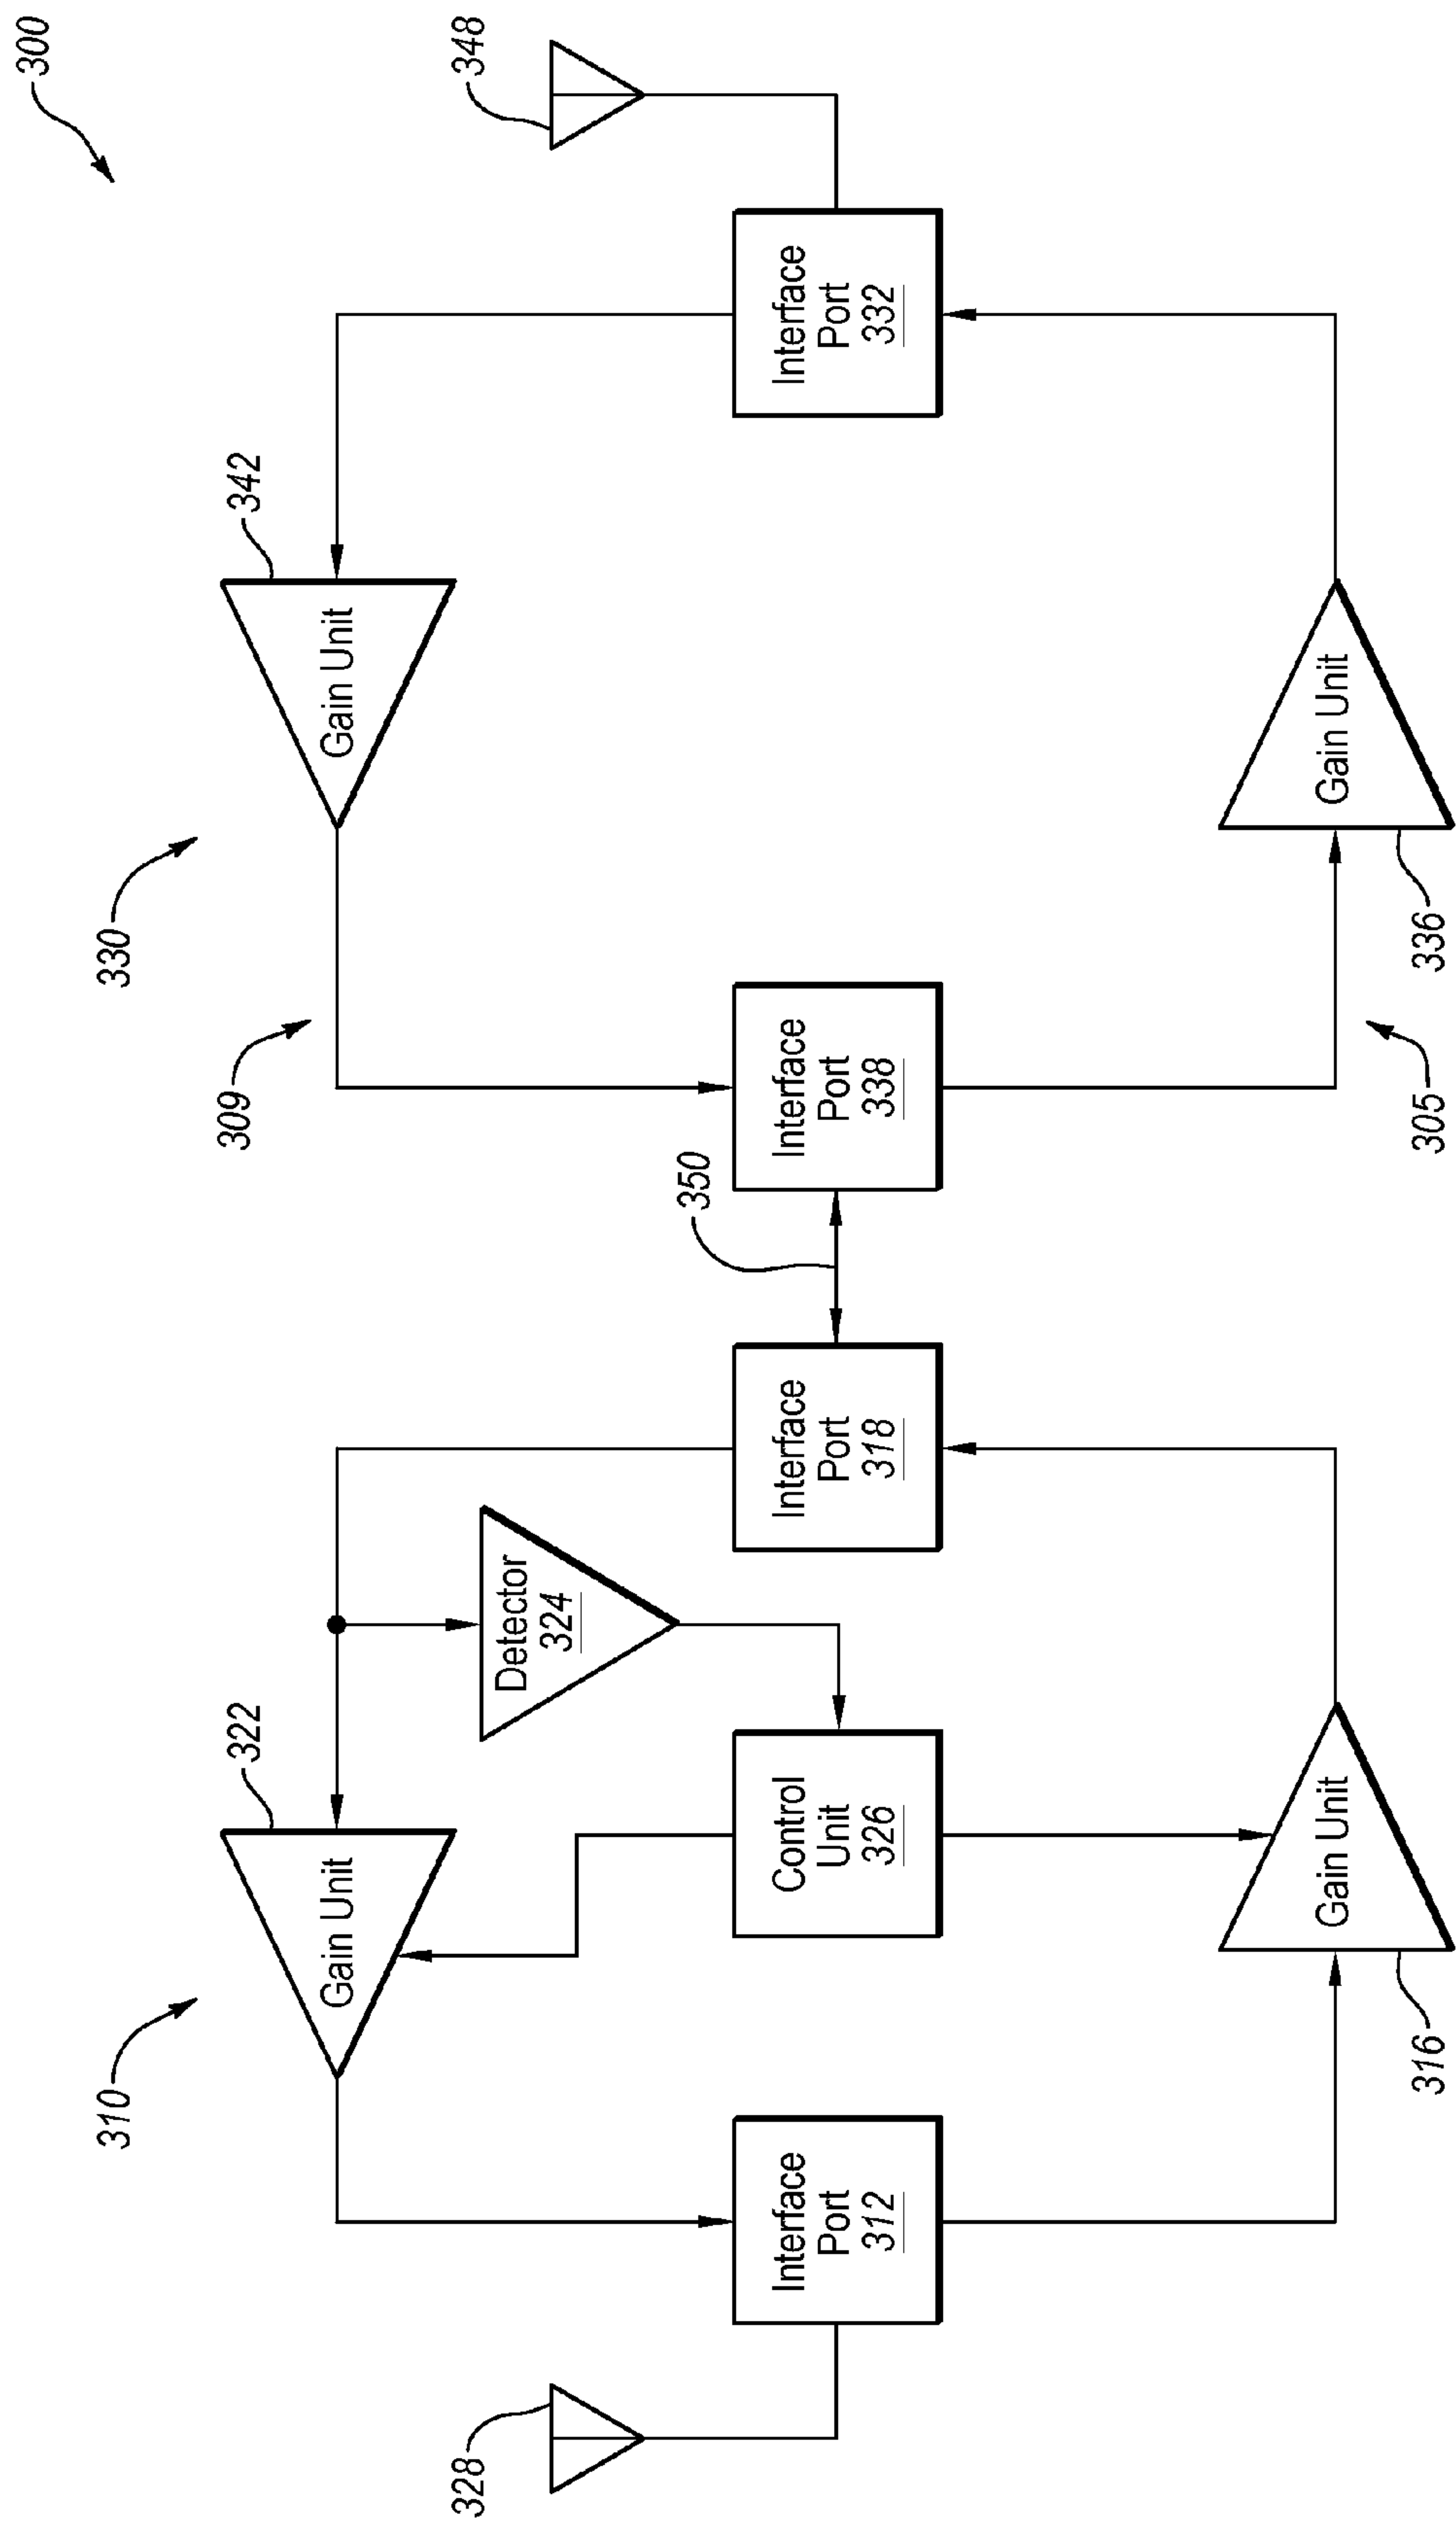 300
330
342
Gain Unit
309
348
Interface
Port
332
Interface
Port
338
350
Gain Unit
336
305
310
322
Gain Unit
Detector
324
Interface
Port
318
Control
Unit
326
Interface
Port
312
328
Gain Unit
316